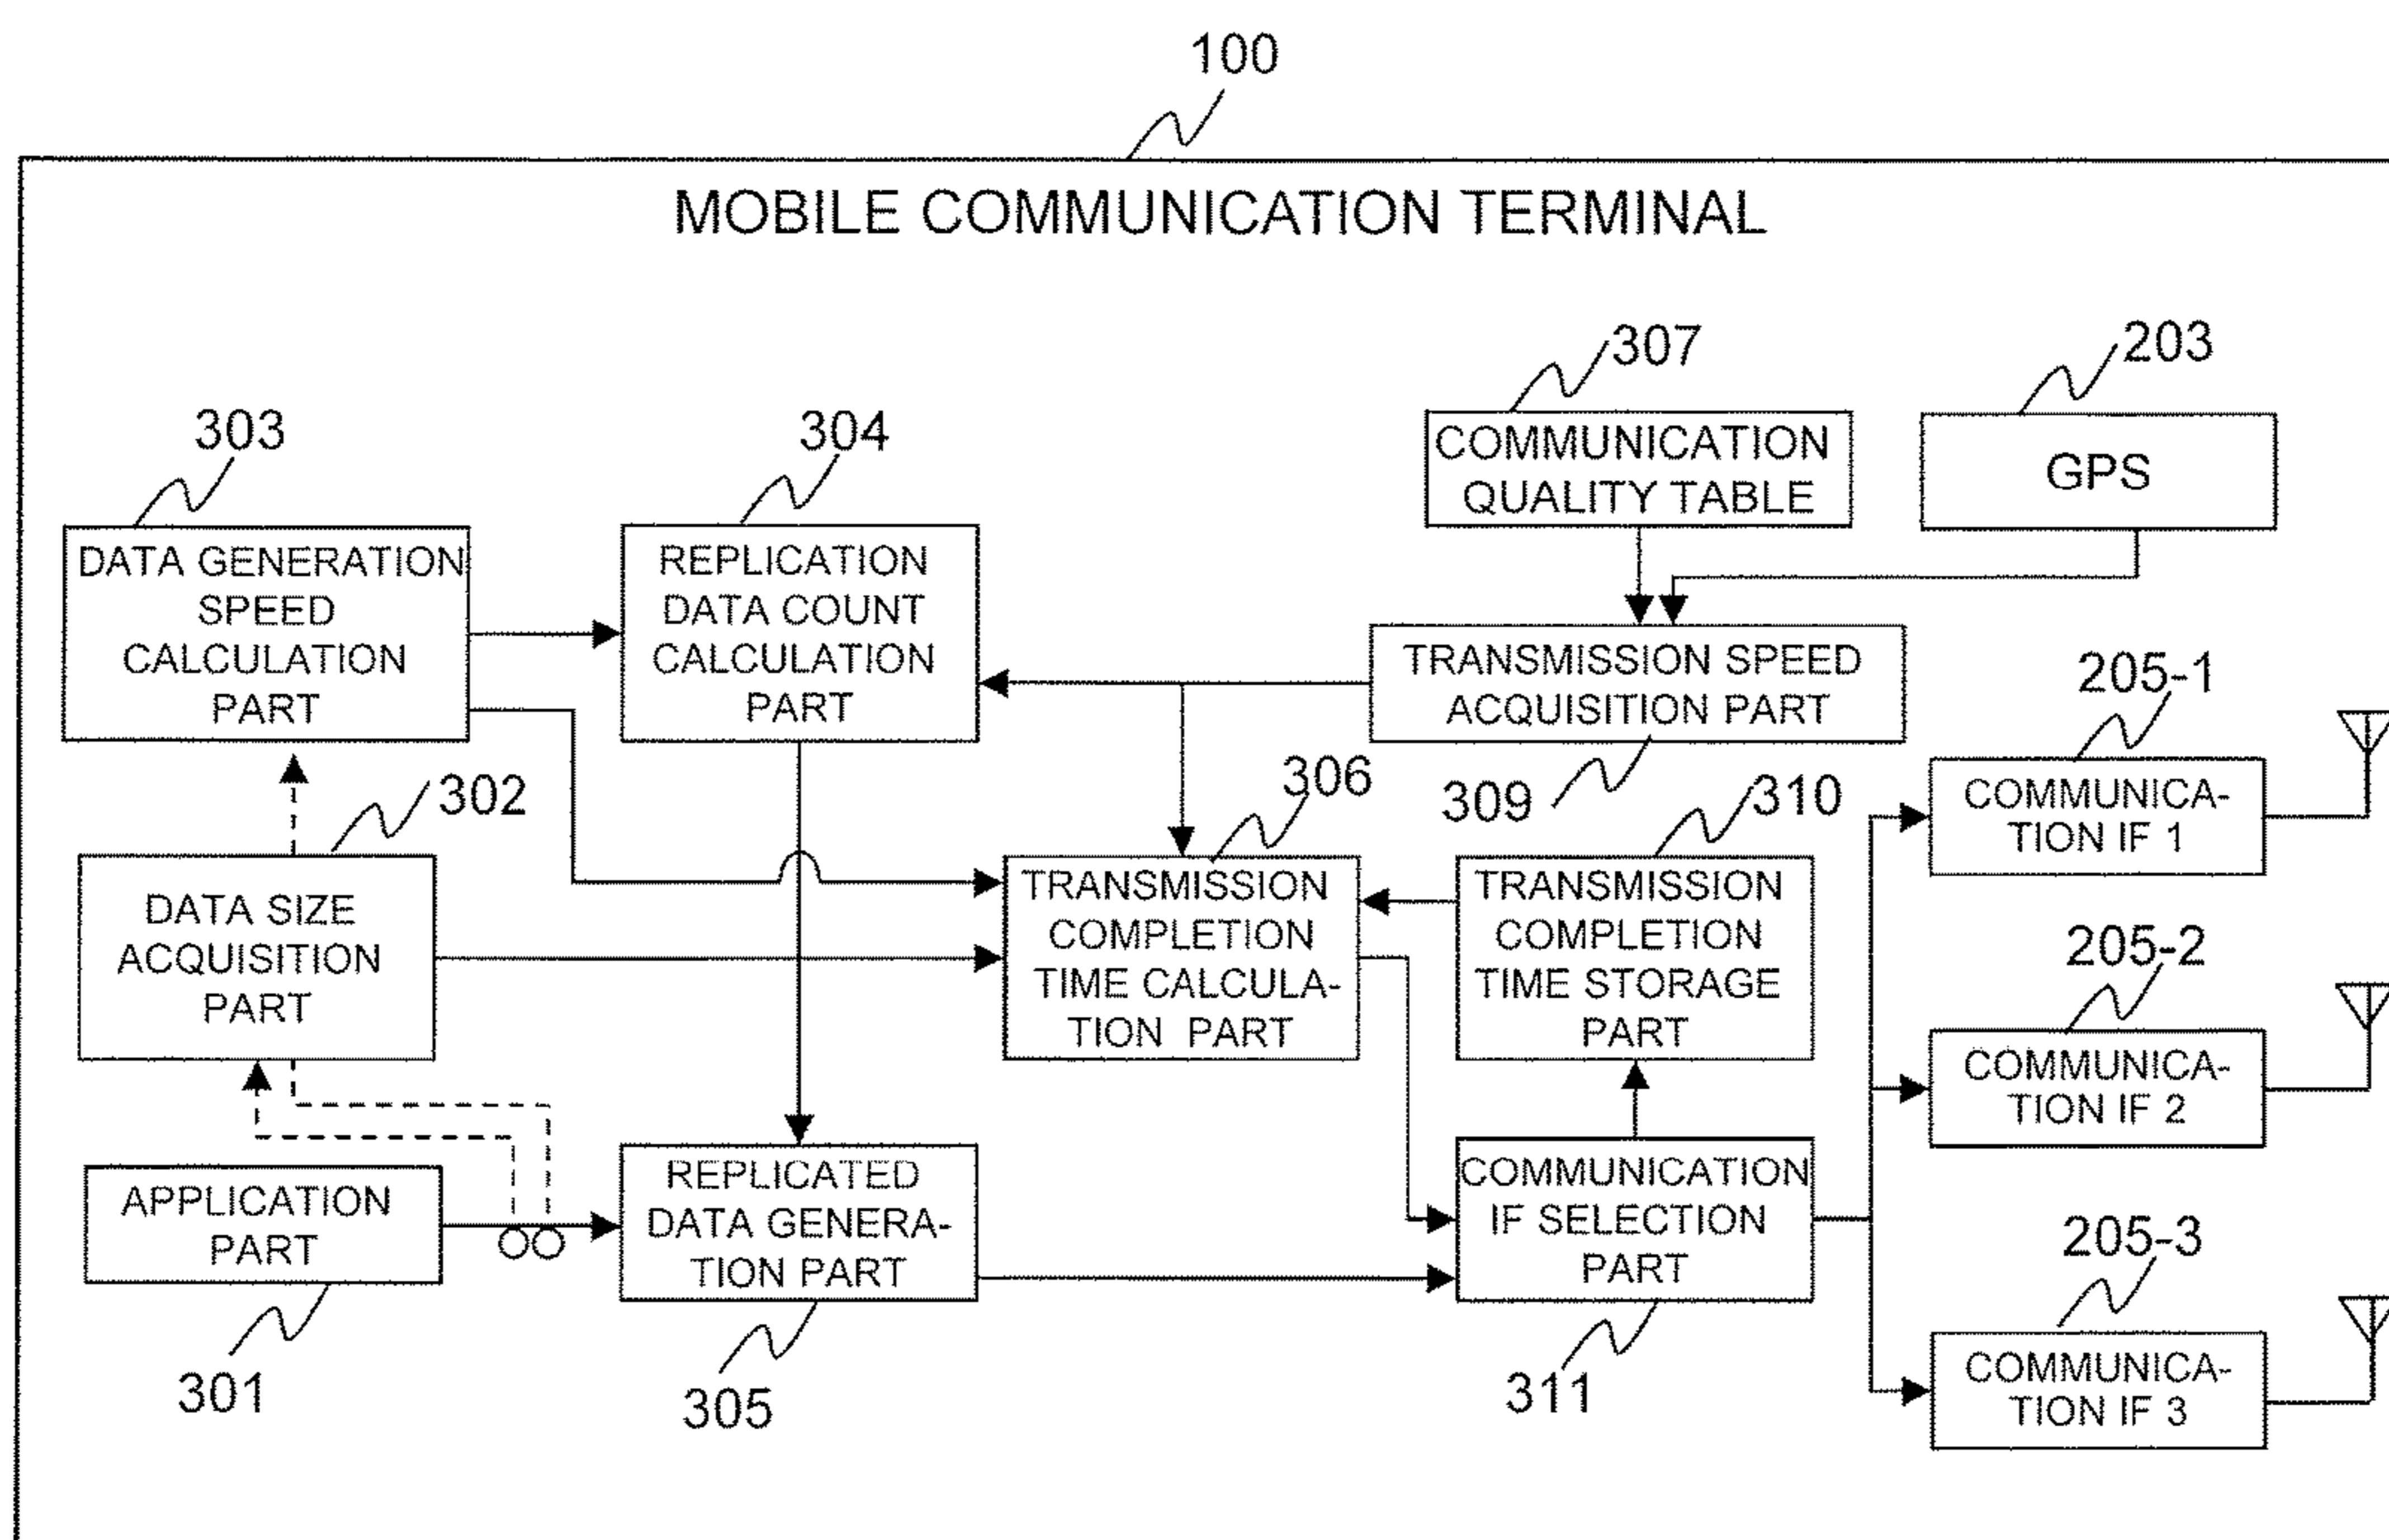 100
MOBILE COMMUNICATION TERMINAL
307
203
303
304
COMMUNICATION
QUALITY TABLE
GPS
DATA GENERATION
SPEED
CALCULATION
PART
REPLICATION
DATA COUNT
CALCULATION
PART
TRANSMISSION SPEED
ACQUISITION PART
205-1
302
306
309
310
COMMUNICA-
TION IF 1
DATA SIZE
ACQUISITION
PART
TRANSMISSION
COMPLETION
TIME CALCULA-
TION PART
TRANSMISSION
COMPLETION
TIME STORAGE
PART
205-2
COMMUNICA-
TION IF 2
APPLICATION
PART
REPLICATED
DATA GENERA-
TION PART
COMMUNICATION
IF SELECTION
PART
205-3
301
305
311
COMMUNICA-
TION IF 3